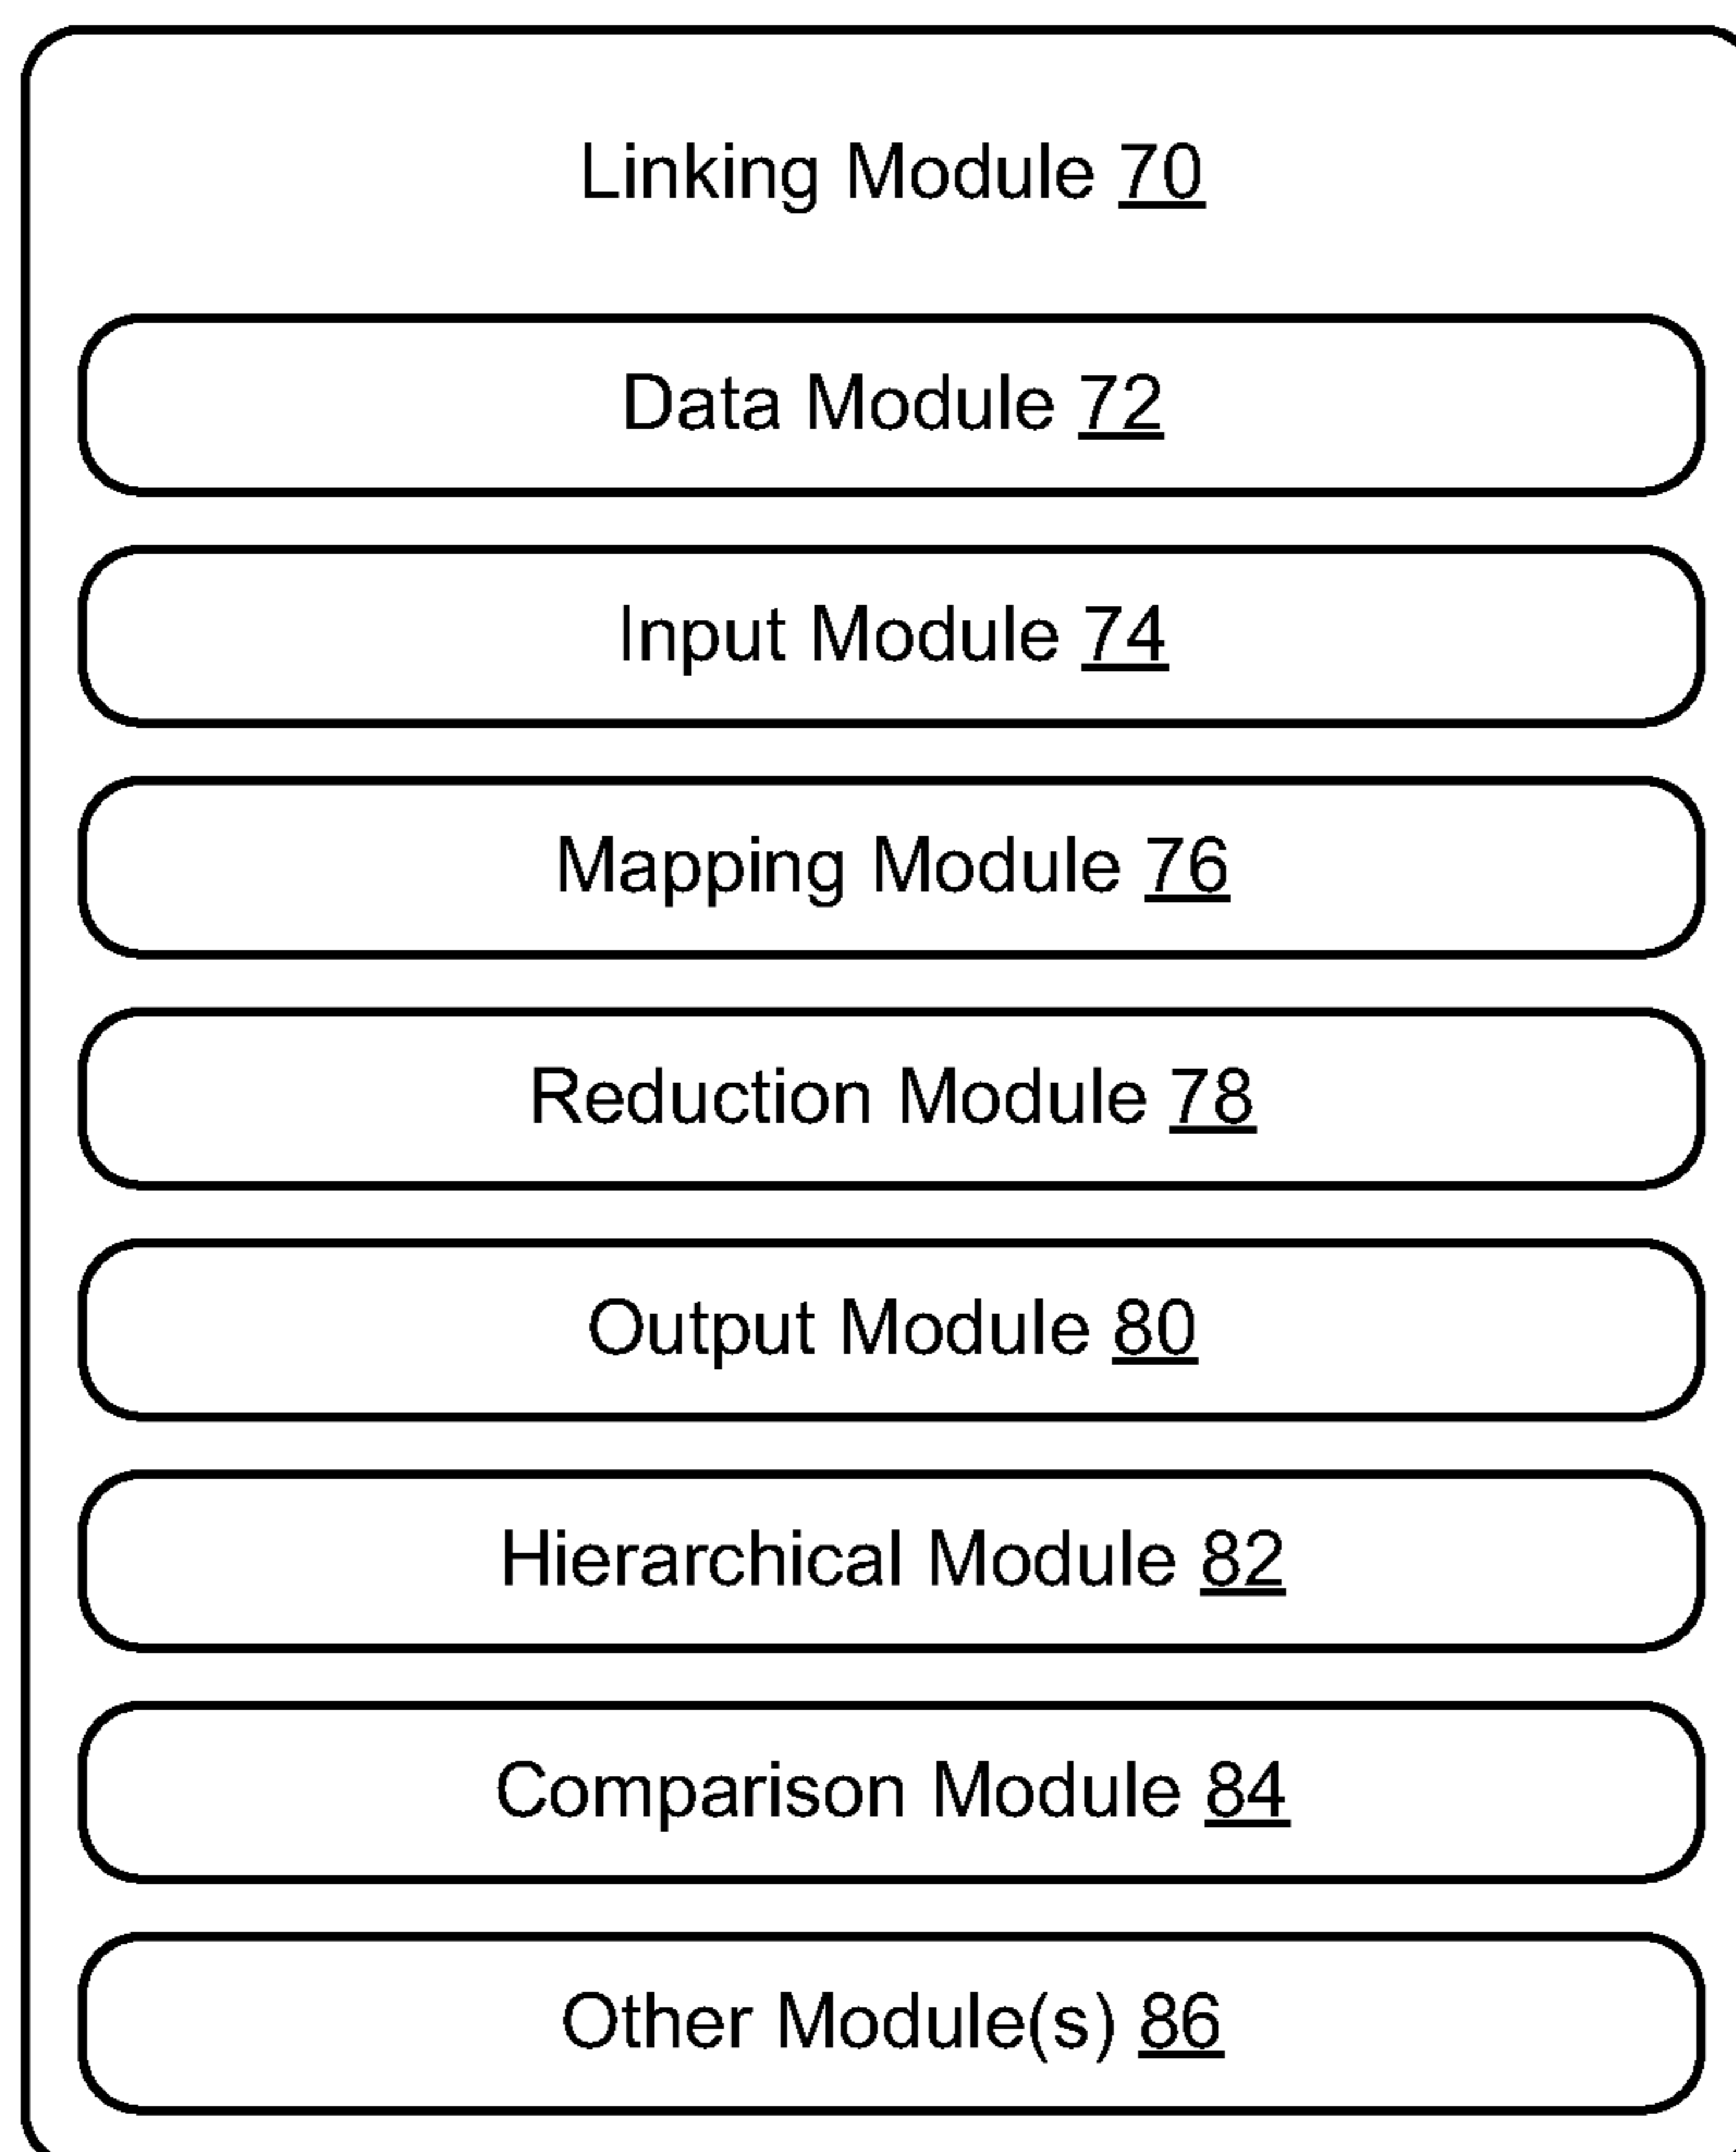 Linking Module 70
Data Module 72
Input Module 74
Mapping Module 76
Reduction Module 78
Output Module 80
Hierarchical Module 82
Comparison Module 84
Other Module(s) 86